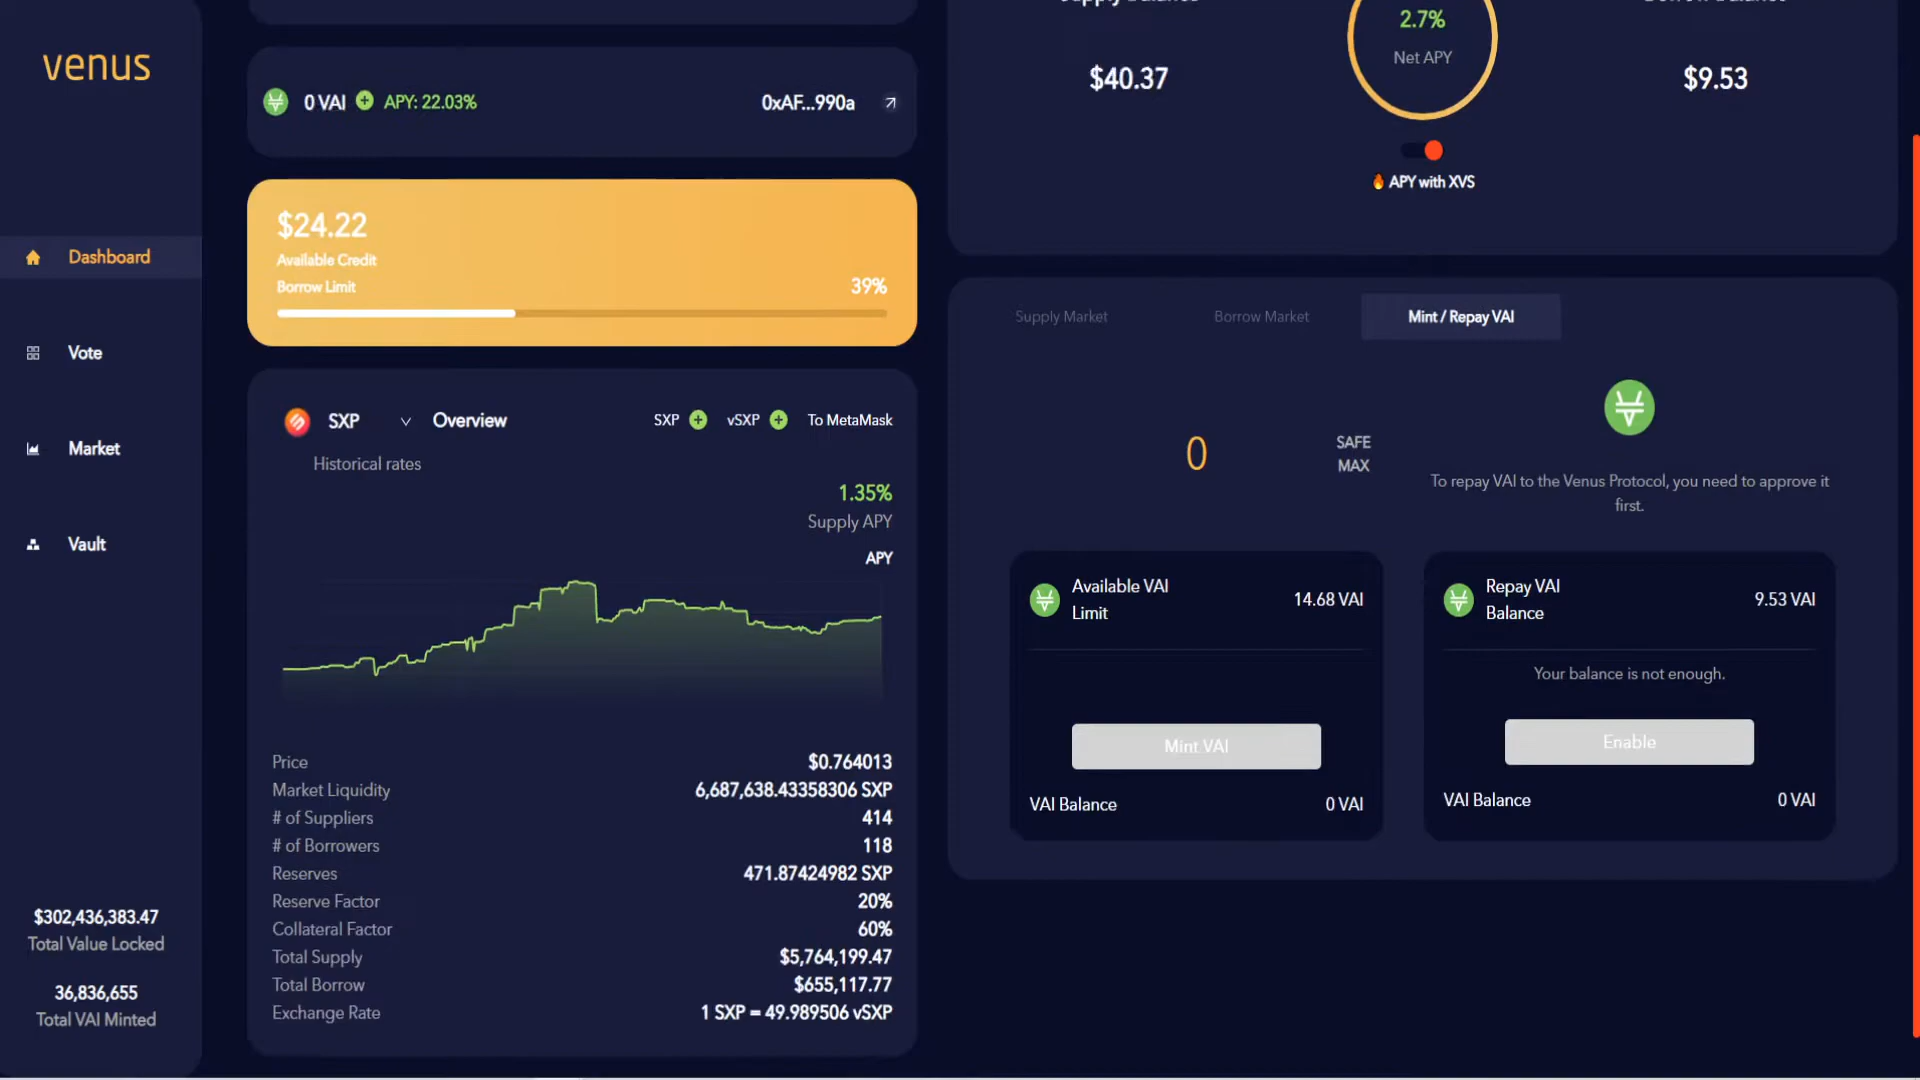 venus
Dashboard
Vote
Market
Vault
$302,436,383.47
Total Value Locked
36,836,655
Total VAI Minted
0 VAI APY: 22.03% 0xAF...990a
$24.22
Available Credit
Borrow Limit 39%
SXP Overview SXP vSXP To MetaMask
Historical rates
1.35%
Supply APY
APY
Price $0.764013
Market Liquidity 6,687,638.43358306 SXP
# of Suppliers 414
# of Borrowers 118
Reserves 471.87424982 SXP
Reserve Factor 20%
Collateral Factor 60%
Total Supply $5,764,199.47
Total Borrow $655,117.77
Exchange Rate 1 SXP = 49.989506 vSXP
Supply Balance
$40.37
2.7%
Net APY
Borrow Balance
$9.53
APY with XVS
Supply Market Borrow Market Mint / Repay VAI
0
SAFE
MAX
To repay VAI to the Venus Protocol, you need to approve it
first.
Available VAI
Limit
14.68 VAI
Mint VAI
VAI Balance 0 VAI
Repay VAI
Balance
9.53 VAI
Your balance is not enough.
Enable
VAI Balance 0 VAI